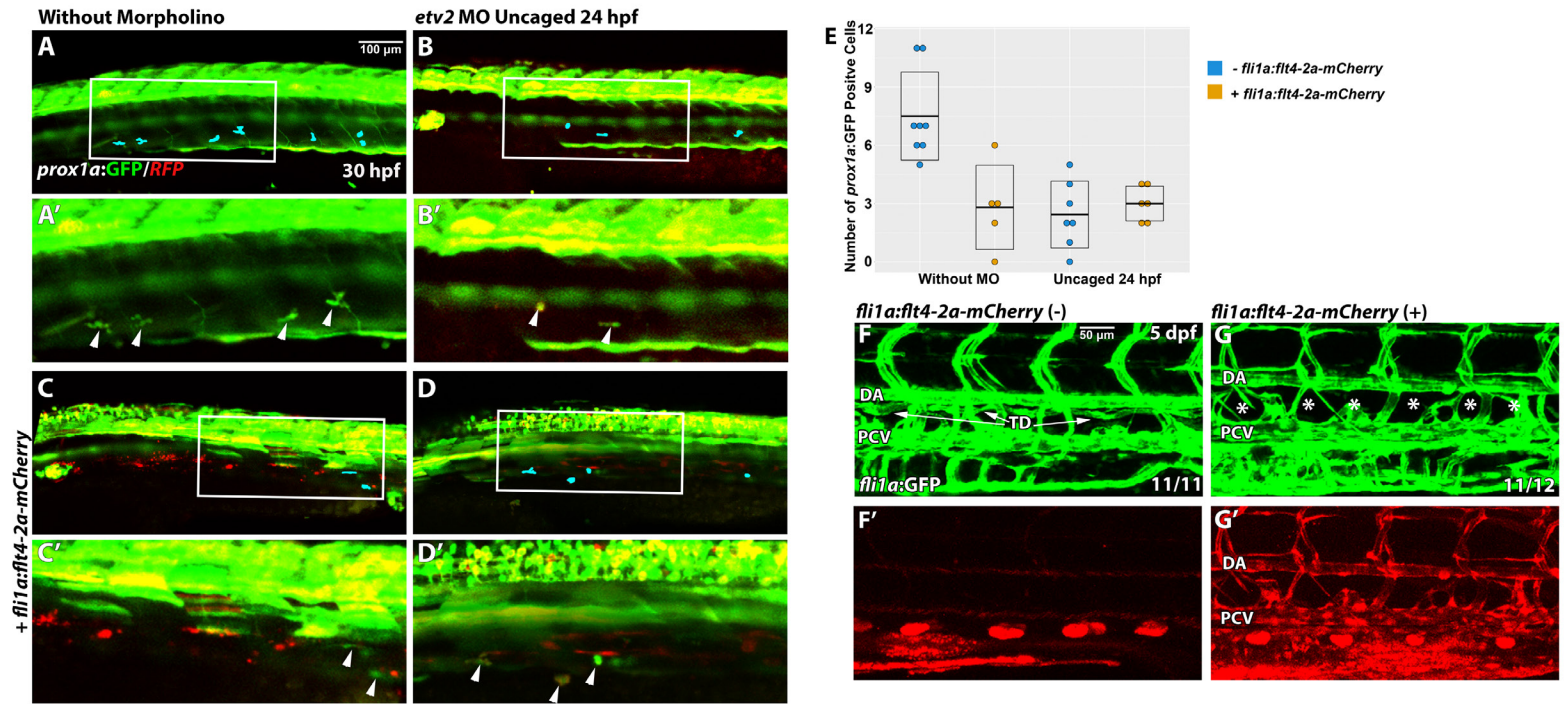 Without Morpholino
etv2 MO Uncaged 24 hpf
A
100 µm
prox1a:GFP/RFP
30 hpf
B
A′
B′
+ fli1a:flt4-2a-mCherry
C
D
C′
D′
E
Number of prox1a:GFP Positve Cells
12
9
6
3
0
Without MO
Uncaged 24 hpf
- fli1a:flt4-2a-mCherry
+ fli1a:flt4-2a-mCherry
fli1a:flt4-2a-mCherry (-)
fli1a:flt4-2a-mCherry (+)
F
50 µm
5 dpf
DA
TD
PCV
fli1a:GFP
11/11
G
DA
* * * * * *
PCV
11/12
F′
G′
DA
PCV